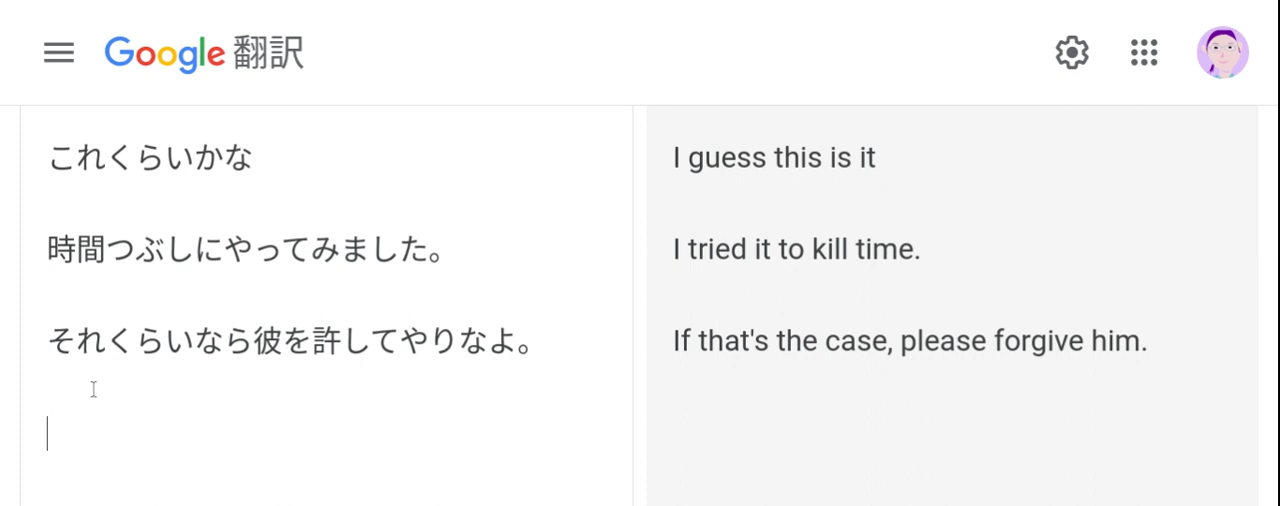 Google 翻訳
これくらいかな
I guess this is it
時間つぶしにやってみました。
I tried it to kill time.
それくらいなら彼を許してやりなよ。
If that's the case, please forgive him.